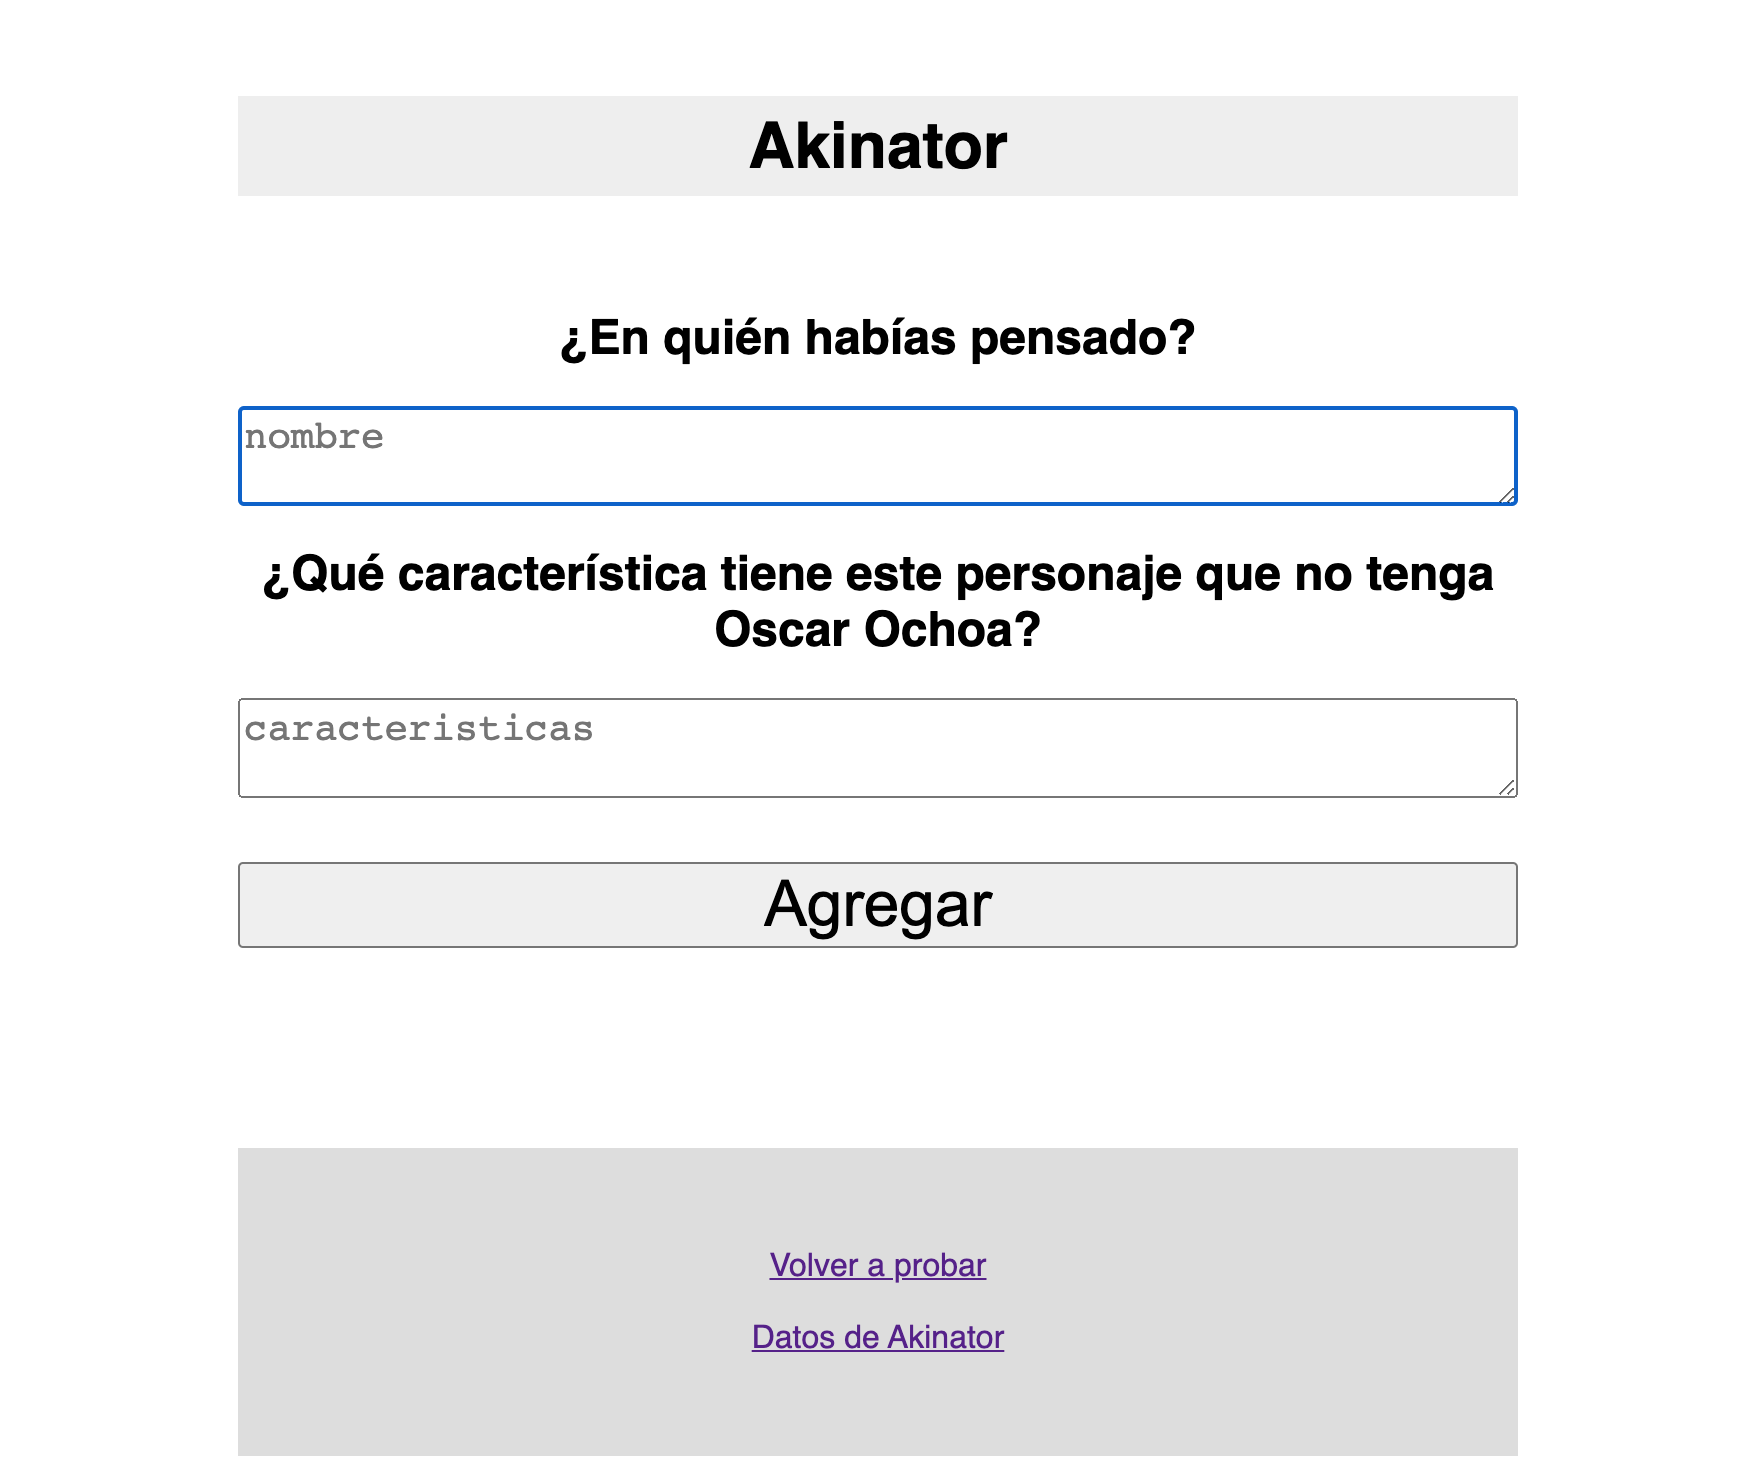 Akinator
¿En quién habías pensado?
nombre
¿Qué característica tiene este personaje que no tenga
Oscar Ochoa?
caracteristicas
Agregar
Volver a probar
Datos de Akinator